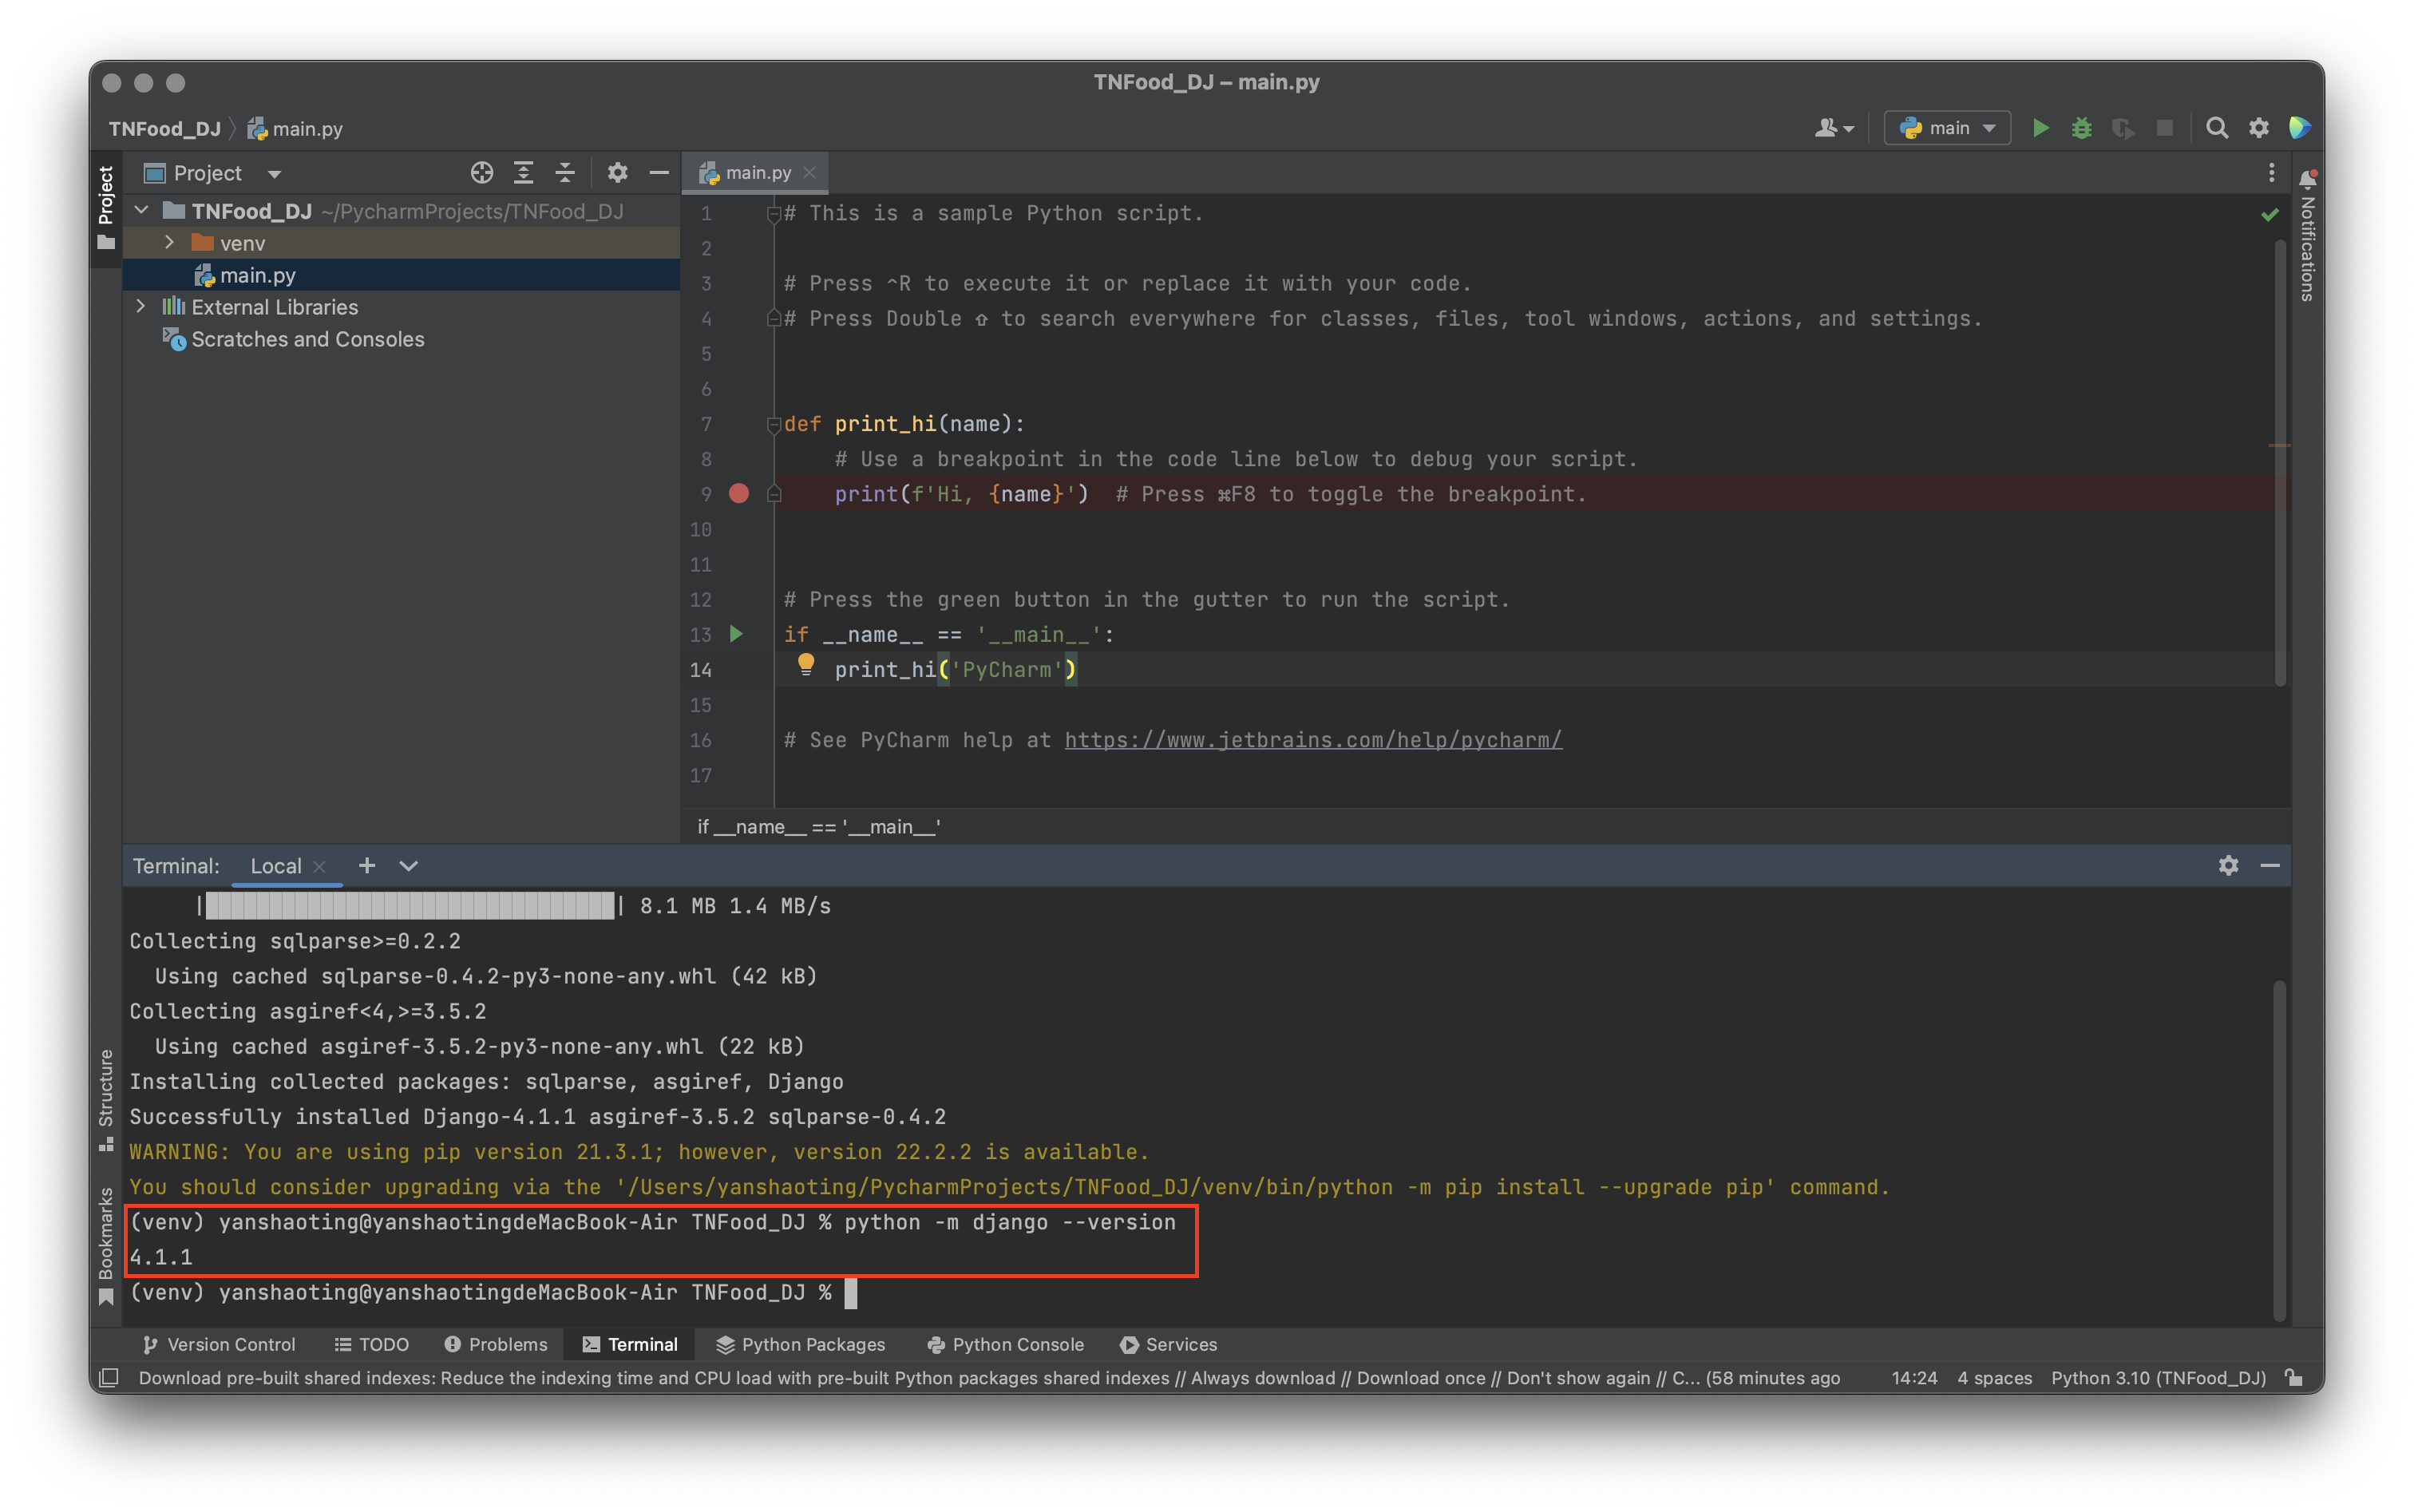 TNFood_DJ – main.py
TNFood_DJ main.py
main
Project
Project
TNFood_DJ ~/PycharmProjects/TNFood_DJ
venv
main.py
External Libraries
Scratches and Consoles
main.py
1 # This is a sample Python script.
2
3 # Press ^R to execute it or replace it with your code.
4 # Press Double ⇧ to search everywhere for classes, files, tool windows, actions, and settings.
5
6
7 def print_hi(name):
8 # Use a breakpoint in the code line below to debug your script.
9 print(f'Hi, {name}') # Press ⌘F8 to toggle the breakpoint.
10
11
12 # Press the green button in the gutter to run the script.
13 if __name__ == '__main__':
14 print_hi('PyCharm')
15
16 # See PyCharm help at https://www.jetbrains.com/help/pycharm/
17
if __name__ == '__main__'
Notifications
Terminal: Local
| | 8.1 MB 1.4 MB/s
Collecting sqlparse>=0.2.2
Using cached sqlparse-0.4.2-py3-none-any.whl (42 kB)
Collecting asgiref<4,>=3.5.2
Using cached asgiref-3.5.2-py3-none-any.whl (22 kB)
Installing collected packages: sqlparse, asgiref, Django
Successfully installed Django-4.1.1 asgiref-3.5.2 sqlparse-0.4.2
WARNING: You are using pip version 21.3.1; however, version 22.2.2 is available.
You should consider upgrading via the '/Users/yanshaoting/PycharmProjects/TNFood_DJ/venv/bin/python -m pip install --upgrade pip' command.
(venv) yanshaoting@yanshaotingdeMacBook-Air TNFood_DJ % python -m django --version
4.1.1
(venv) yanshaoting@yanshaotingdeMacBook-Air TNFood_DJ %
Structure
Bookmarks
Version Control TODO Problems Terminal Python Packages Python Console Services
Download pre-built shared indexes: Reduce the indexing time and CPU load with pre-built Python packages shared indexes // Always download // Download once // Don't show again // C... (58 minutes ago 14:24 4 spaces Python 3.10 (TNFood_DJ)